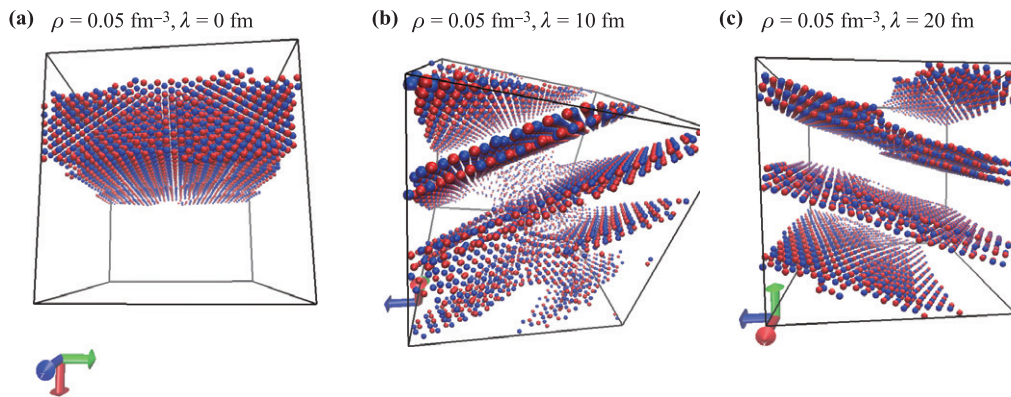 (a) ρ = 0.05 fm⁻³, λ = 0 fm
(b) ρ = 0.05 fm⁻³, λ = 10 fm
(c) ρ = 0.05 fm⁻³, λ = 20 fm